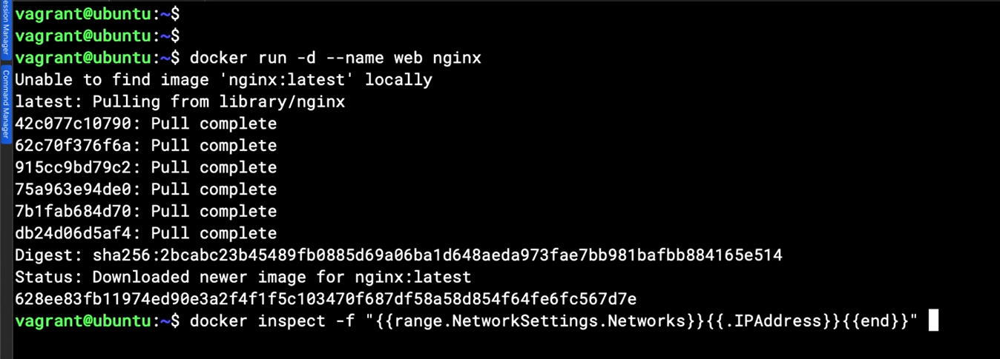 ession Manager
Command Manager
vagrant@ubuntu:~$
vagrant@ubuntu:~$
vagrant@ubuntu:~$ docker run -d --name web nginx
Unable to find image 'nginx:latest' locally
latest: Pulling from library/nginx
42c077c10790: Pull complete
62c70f376f6a: Pull complete
915cc9bd79c2: Pull complete
75a963e94de0: Pull complete
7b1fab684d70: Pull complete
db24d06d5af4: Pull complete
Digest: sha256:2bcabc23b45489fb0885d69a06ba1d648aeda973fae7bb981bafbb884165e514
Status: Downloaded newer image for nginx:latest
628ee83fb11974ed90e3a2f4f1f5c103470f687df58a58d854f64fe6fc567d7e
vagrant@ubuntu:~$ docker inspect -f "{{range.NetworkSettings.Networks}}{{.IPAddress}}{{end}}"